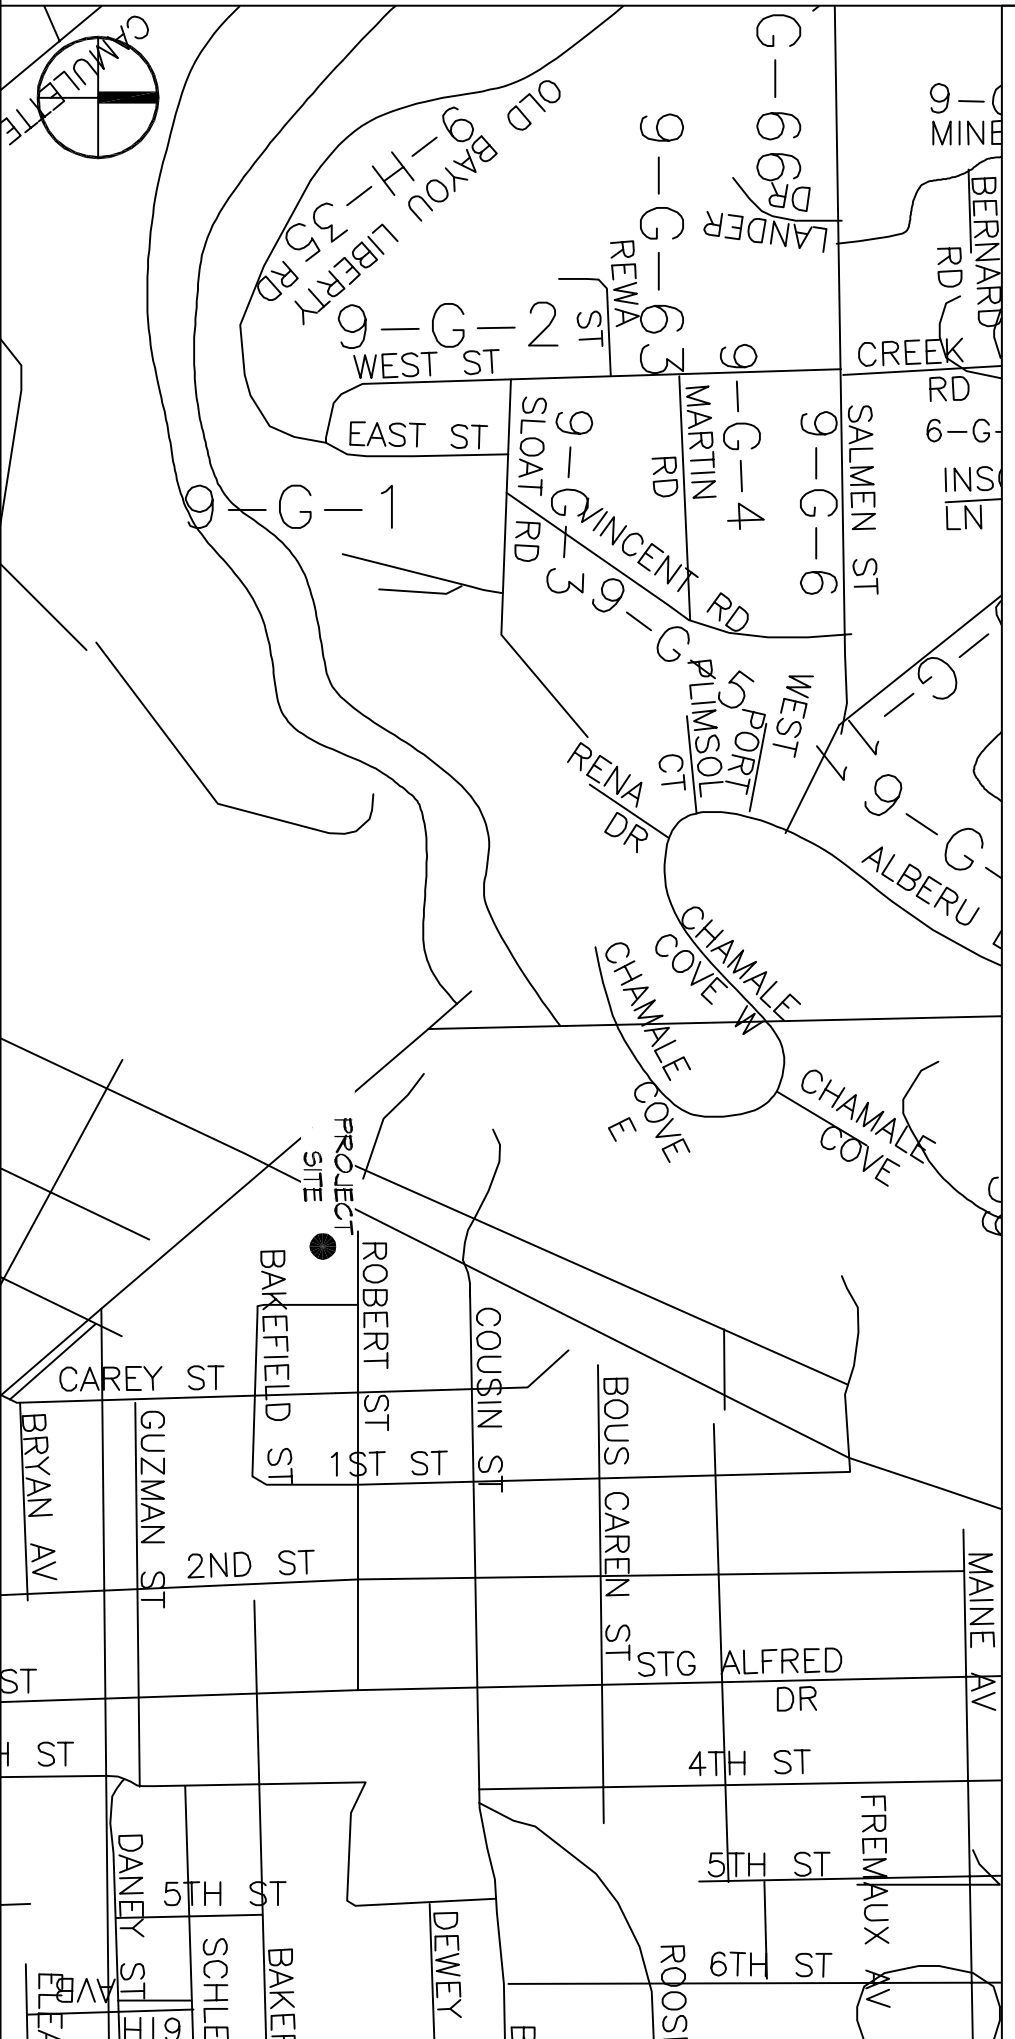 CAMULETTE
OLD BAYOU LIBERTY RD
9-H-35
9-G-63
G-66
LANDER DR
MINE
BERNARD RD
REWA ST
9-G-2
WEST ST
CREEK RD
EAST ST
SLOAT RD
9-G-3
MARTIN RD
9-G-4
9-G-6
SALMEN ST
6-G-
LN
9-G-1
VINCENT RD
9-G-5
PLIMSOL CT
WEST PORT
RENA DR
9-G-
ALBERU
CHAMALE COVE W
CHAMALE COVE E
CHAMALE COVE
PROJECT SITE
BAKEFIELD ST
ROBERT ST
COUSIN ST
CAREY ST
BRYAN AV
GUZMAN ST
1ST ST
BOUS CAREN ST
2ND ST
MAINE AV
STG ALFRED DR
ST
H ST
4TH ST
DANEY ST
5TH ST
5TH ST
FREMAUX AV
SCHLE
BAKER
DEWEY
ROOS
6TH ST